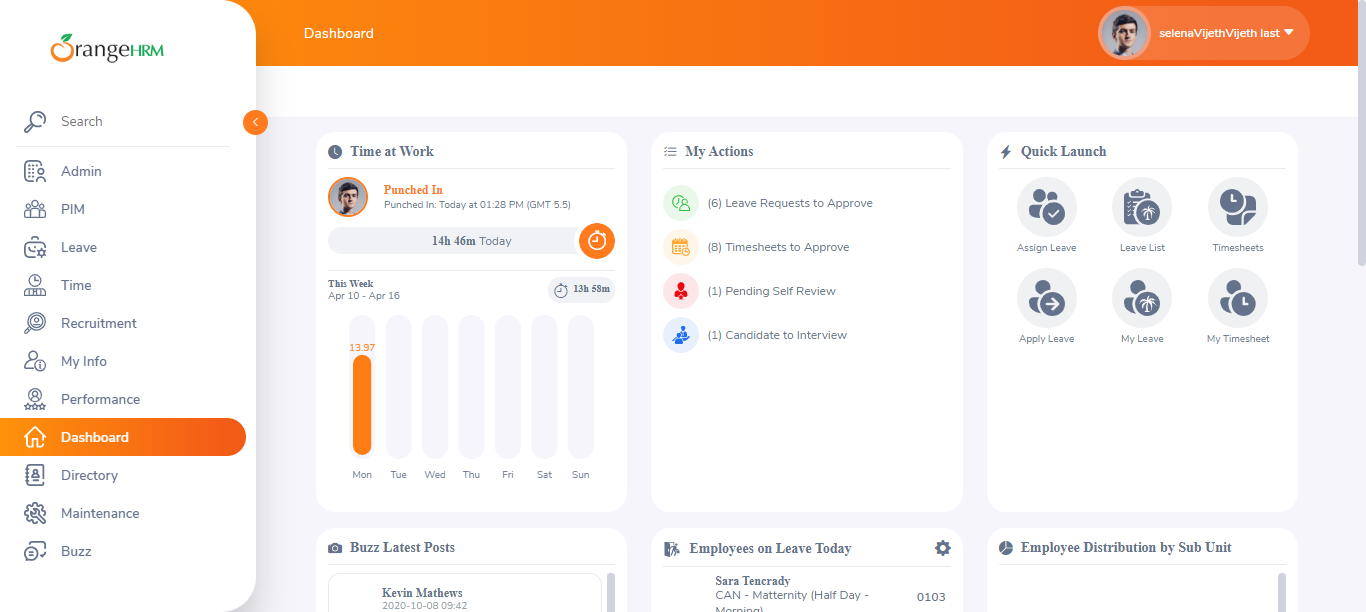 OrangeHRM
Dashboard
selenaVijethVijeth last
Search
Admin
PIM
Leave
Time
Recruitment
My Info
Performance
Dashboard
Directory
Maintenance
Buzz
Time at Work
Punched In
Punched In: Today at 01:28 PM (GMT 5.5)
14h 46m Today
This Week
Apr 10 - Apr 16
13h 58m
13.97
Mon Tue Wed Thu Fri Sat Sun
My Actions
(6) Leave Requests to Approve
(8) Timesheets to Approve
(1) Pending Self Review
(1) Candidate to Interview
Quick Launch
Assign Leave Leave List Timesheets
Apply Leave My Leave My Timesheet
Buzz Latest Posts
Kevin Mathews
2020-10-08 09:42
Employees on Leave Today
Sara Tencrady
CAN - Maternity (Half Day -
Morning)
0103
Employee Distribution by Sub Unit